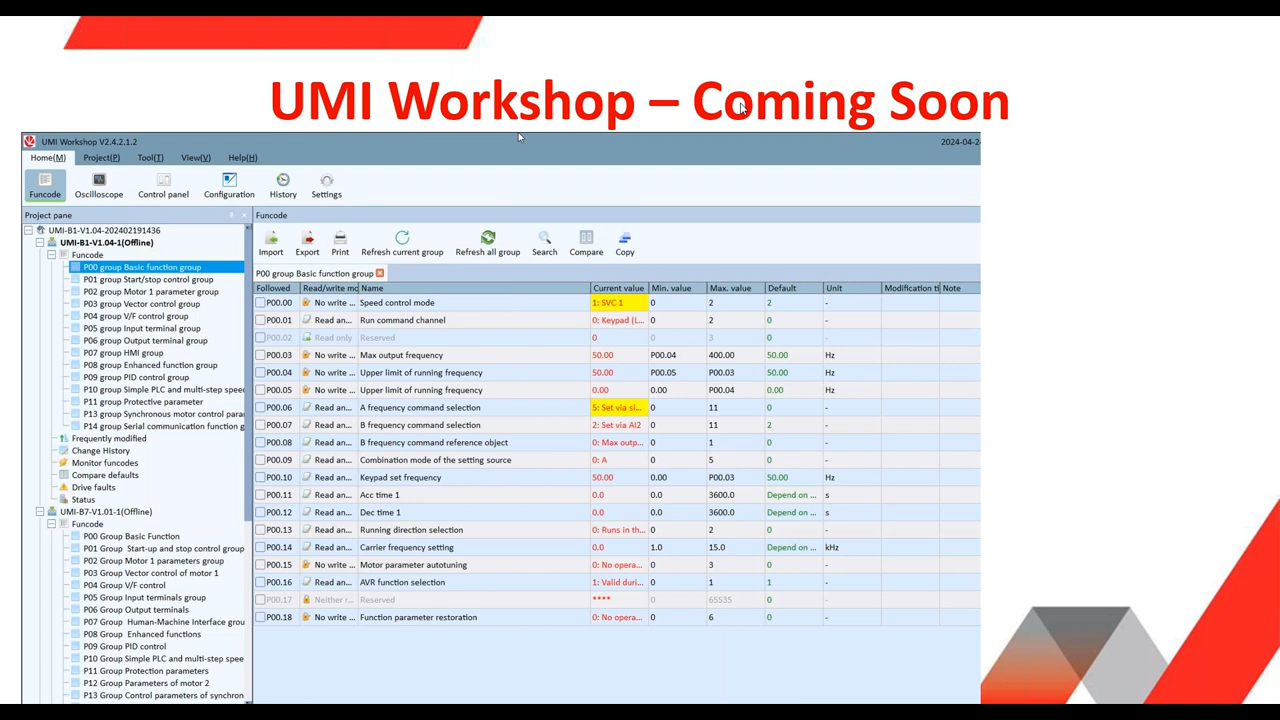 UMI Workshop – Coming Soon
UMI Workshop V2.4.2.1.2
2024-04-2
Home(M) Project(P) Tool(T) View(V) Help(H)
Funcode Oscilloscope Control panel Configuration History Settings
Project pane
UMI-B1-V1.04-202402191436
UMI-B1-V1.04-1(Offline)
Funcode
P00 group Basic function group
P01 group Start/stop control group
P02 group Motor 1 parameter group
P03 group Vector control group
P04 group V/F control group
P05 group Input terminal group
P06 group Output terminal group
P07 group HMI group
P08 group Enhanced function group
P09 group PID control group
P10 group Simple PLC and multi-step spee
P11 group Protective parameter
P13 group Synchronous motor control para
P14 group Serial communication function g
Frequently modified
Change History
Monitor funcodes
Compare defaults
Drive faults
Status
UMI-B7-V1.01-1(Offline)
Funcode
P00 Group Basic Function
P01 Group Start-up and stop control group
P02 Group Motor 1 parameters group
P03 Group Vector control of motor 1
P04 Group V/F control
P05 Group Input terminals group
P06 Group Output terminals
P07 Group Human-Machine Interface grou
P08 Group Enhanced functions
P09 Group PID control
P10 Group Simple PLC and multi-step spee
P11 Group Protection parameters
P12 Group Parameters of motor 2
P13 Group Control parameters of synchron
Funcode
Import Export Print Refresh current group Refresh all group Search Compare Copy
P00 group Basic function group
Followed Read/write mo Name Current value Min. value Max. value Default Unit Modification ti Note
P00.00 No write ... Speed control mode 1: SVC 1 0 2 2 -
P00.01 Read an... Run command channel 0: Keypad (L... 0 2 0 -
P00.02 Read only Reserved 0 0 3 0 -
P00.03 No write ... Max output frequency 50.00 P00.04 400.00 50.00 Hz
P00.04 No write ... Upper limit of running frequency 50.00 P00.05 P00.03 50.00 Hz
P00.05 No write ... Upper limit of running frequency 0.00 0.00 P00.04 0.00 Hz
P00.06 Read an... A frequency command selection 5: Set via si... 0 11 0 -
P00.07 Read an... B frequency command selection 2: Set via AI2 0 11 2 -
P00.08 Read an... B frequency command reference object 0: Max outp... 0 1 0 -
P00.09 Read an... Combination mode of the setting source 0: A 0 5 0 -
P00.10 Read an... Keypad set frequency 50.00 0.00 P00.03 50.00 Hz
P00.11 Read an... Acc time 1 0.0 0.0 3600.0 Depend on ... s
P00.12 Read an... Dec time 1 0.0 0.0 3600.0 Depend on ... s
P00.13 Read an... Running direction selection 0: Runs in th... 0 2 0 -
P00.14 Read an... Carrier frequency setting 0.0 1.0 15.0 Depend on ... kHz
P00.15 No write ... Motor parameter autotuning 0: No opera... 0 3 0 -
P00.16 Read an... AVR function selection 1: Valid duri... 0 1 1 -
P00.17 Neither r... Reserved **** 0 65535 0 -
P00.18 No write ... Function parameter restoration 0: No opera... 0 6 0 -